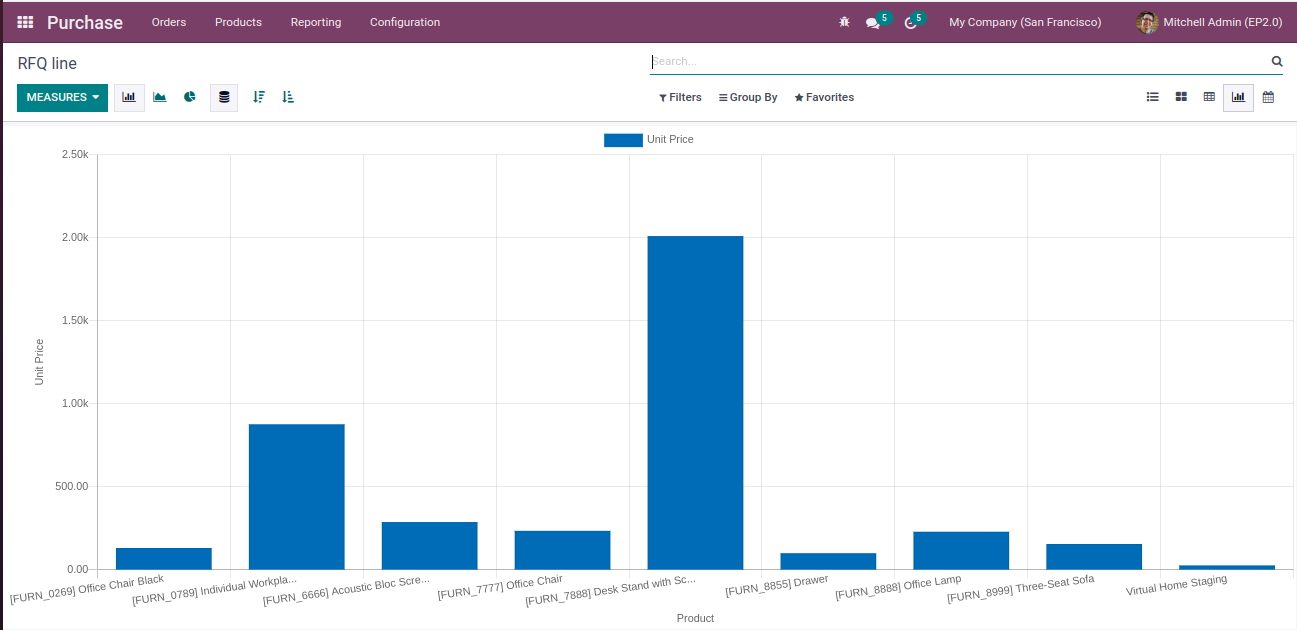 Purchase Orders Products Reporting Configuration 5 5 My Company (San Francisco) Mitchell Admin (EP2.0)
RFQ line
Search...
MEASURES Filters Group By Favorites
Unit Price
2.50k
2.00k
1.50k
1.00k
500.00
0.00
Unit Price
[FURN_0269] Office Chair Black
[FURN_0789] Individual Workpla...
[FURN_6666] Acoustic Bloc Scre...
[FURN_7777] Office Chair
[FURN_7888] Desk Stand with Sc...
[FURN_8855] Drawer
[FURN_8888] Office Lamp
[FURN_8999] Three-Seat Sofa
Virtual Home Staging
Product